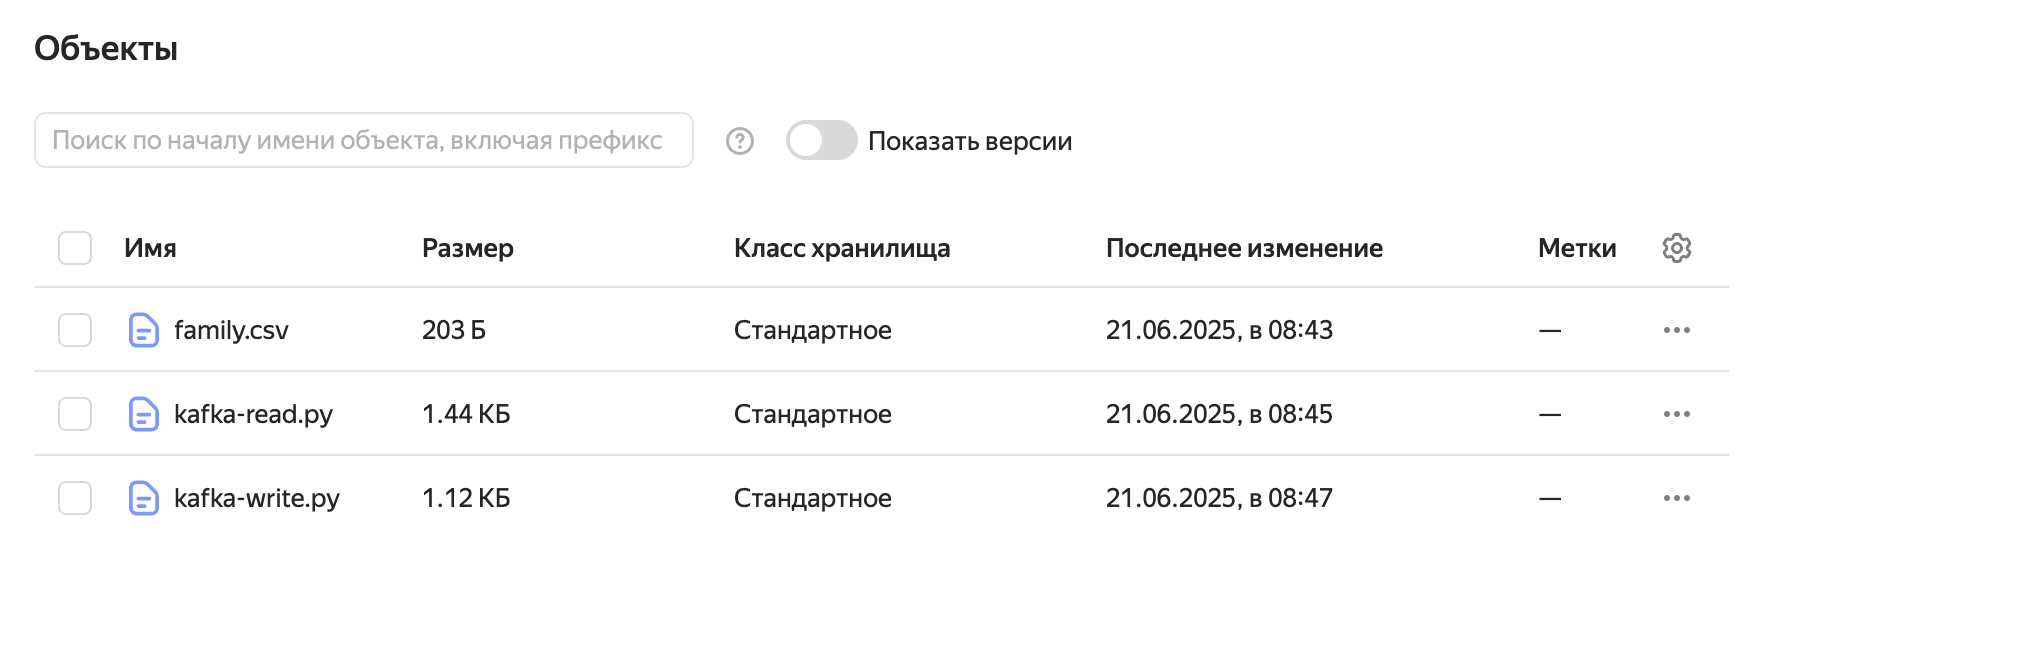 Объекты
Поиск по началу имени объекта, включая префикс ? Показать версии
Имя Размер Класс хранилища Последнее изменение Метки
family.csv 203 Б Стандартное 21.06.2025, в 08:43 —
kafka-read.py 1.44 КБ Стандартное 21.06.2025, в 08:45 —
kafka-write.py 1.12 КБ Стандартное 21.06.2025, в 08:47 —